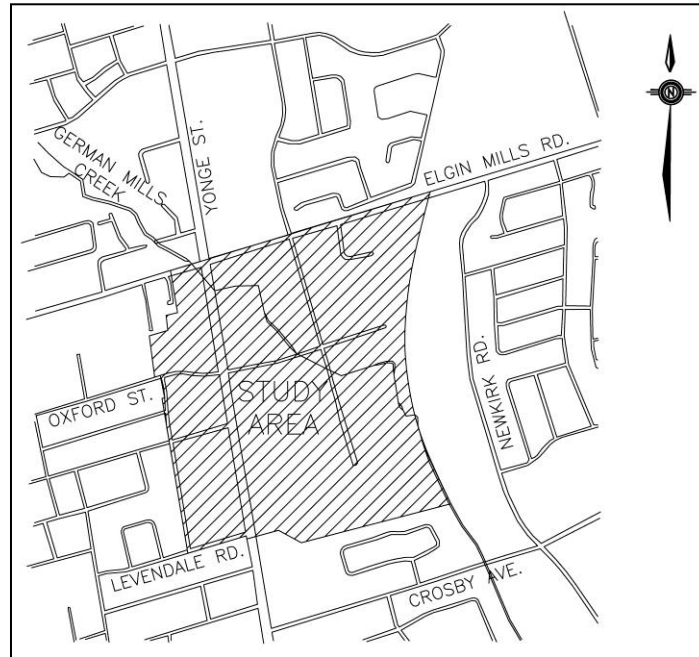 GERMAN MILLS
CREEK
YONGE ST.
ELGIN MILLS RD.
N
NEWKIRK RD.
OXFORD ST.
STUDY
AREA
LEVENDALE RD.
CROSBY AVE.